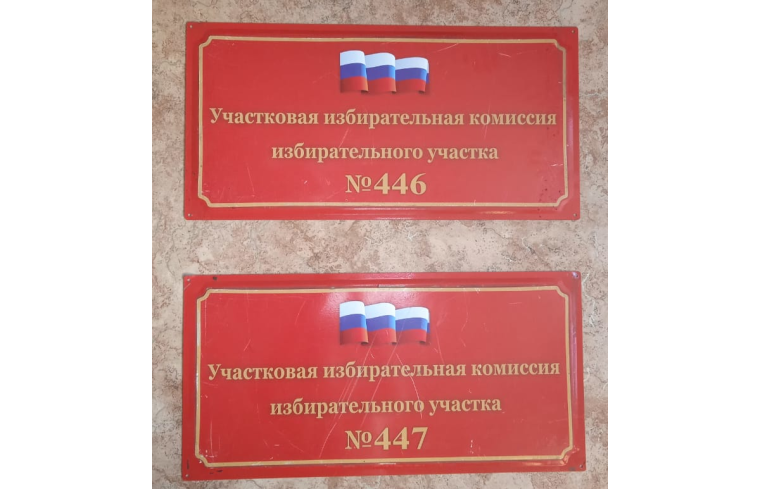 Участковая избирательная комиссия
избирательного участка
№446
Участковая избирательная комиссия
избирательного участка
№447